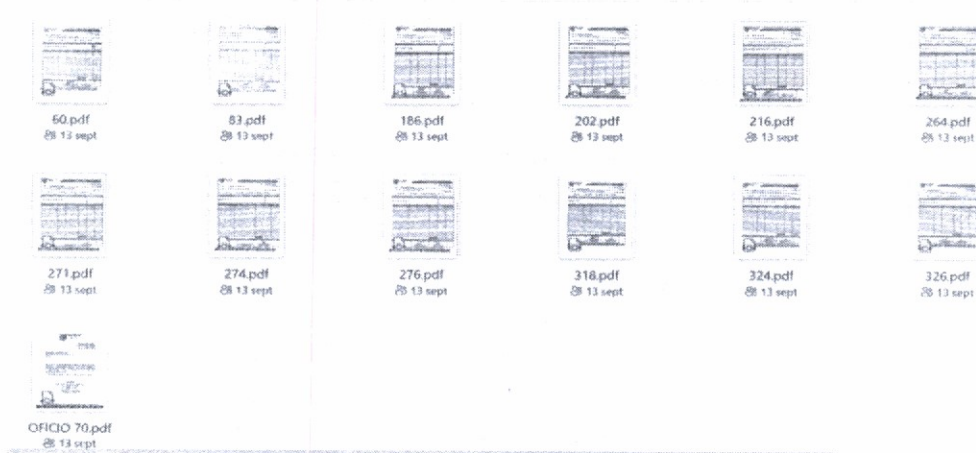 60.pdf
13 sept
83.pdf
13 sept
186.pdf
13 sept
202.pdf
13 sept
216.pdf
13 sept
264.pdf
13 sept
271.pdf
13 sept
274.pdf
13 sept
276.pdf
13 sept
318.pdf
13 sept
324.pdf
13 sept
326.pdf
13 sept
OFICIO 70.pdf
13 sept